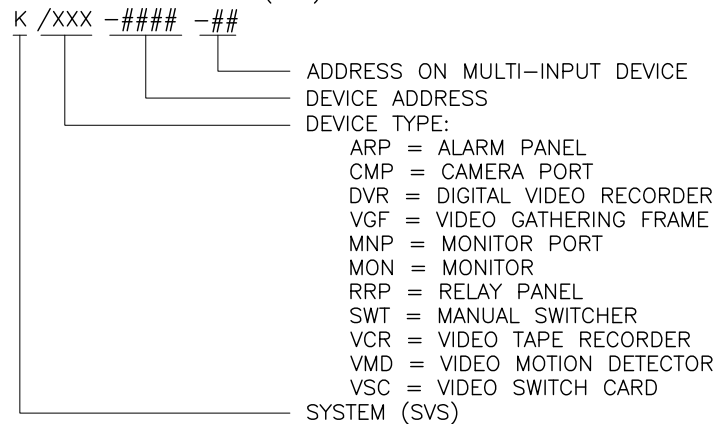 K /XXX -#### -##
ADDRESS ON MULTI-INPUT DEVICE
DEVICE ADDRESS
DEVICE TYPE:
ARP = ALARM PANEL
CMP = CAMERA PORT
DVR = DIGITAL VIDEO RECORDER
VGF = VIDEO GATHERING FRAME
MNP = MONITOR PORT
MON = MONITOR
RRP = RELAY PANEL
SWT = MANUAL SWITCHER
VCR = VIDEO TAPE RECORDER
VMD = VIDEO MOTION DETECTOR
VSC = VIDEO SWITCH CARD
SYSTEM (SVS)